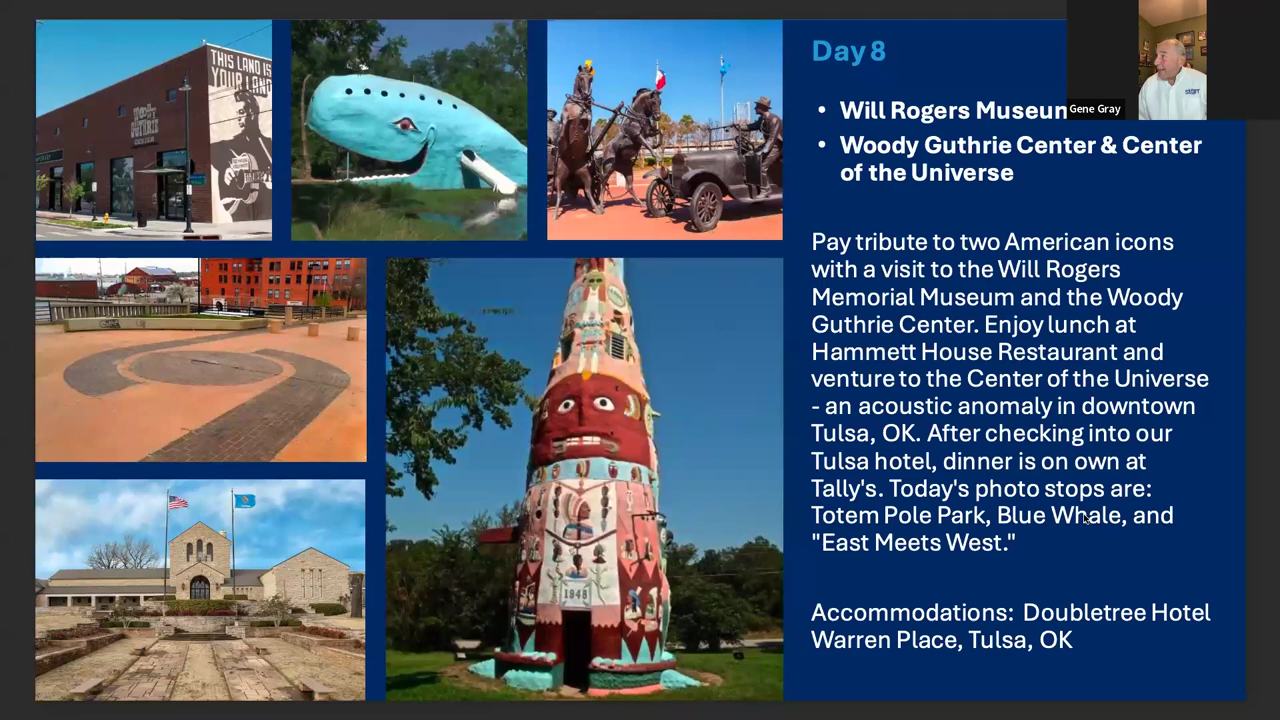 THIS LAND IS
YOUR LAND
WOODY
GUTHRIE
CENTER
Day 8
Gene Gray
• Will Rogers Museum
• Woody Guthrie Center & Center
of the Universe
Pay tribute to two American icons
with a visit to the Will Rogers
Memorial Museum and the Woody
Guthrie Center. Enjoy lunch at
Hammett House Restaurant and
venture to the Center of the Universe
- an acoustic anomaly in downtown
Tulsa, OK. After checking into our
Tulsa hotel, dinner is on own at
Tally's. Today's photo stops are:
Totem Pole Park, Blue Whale, and
"East Meets West."
Accommodations: Doubletree Hotel
Warren Place, Tulsa, OK
1948